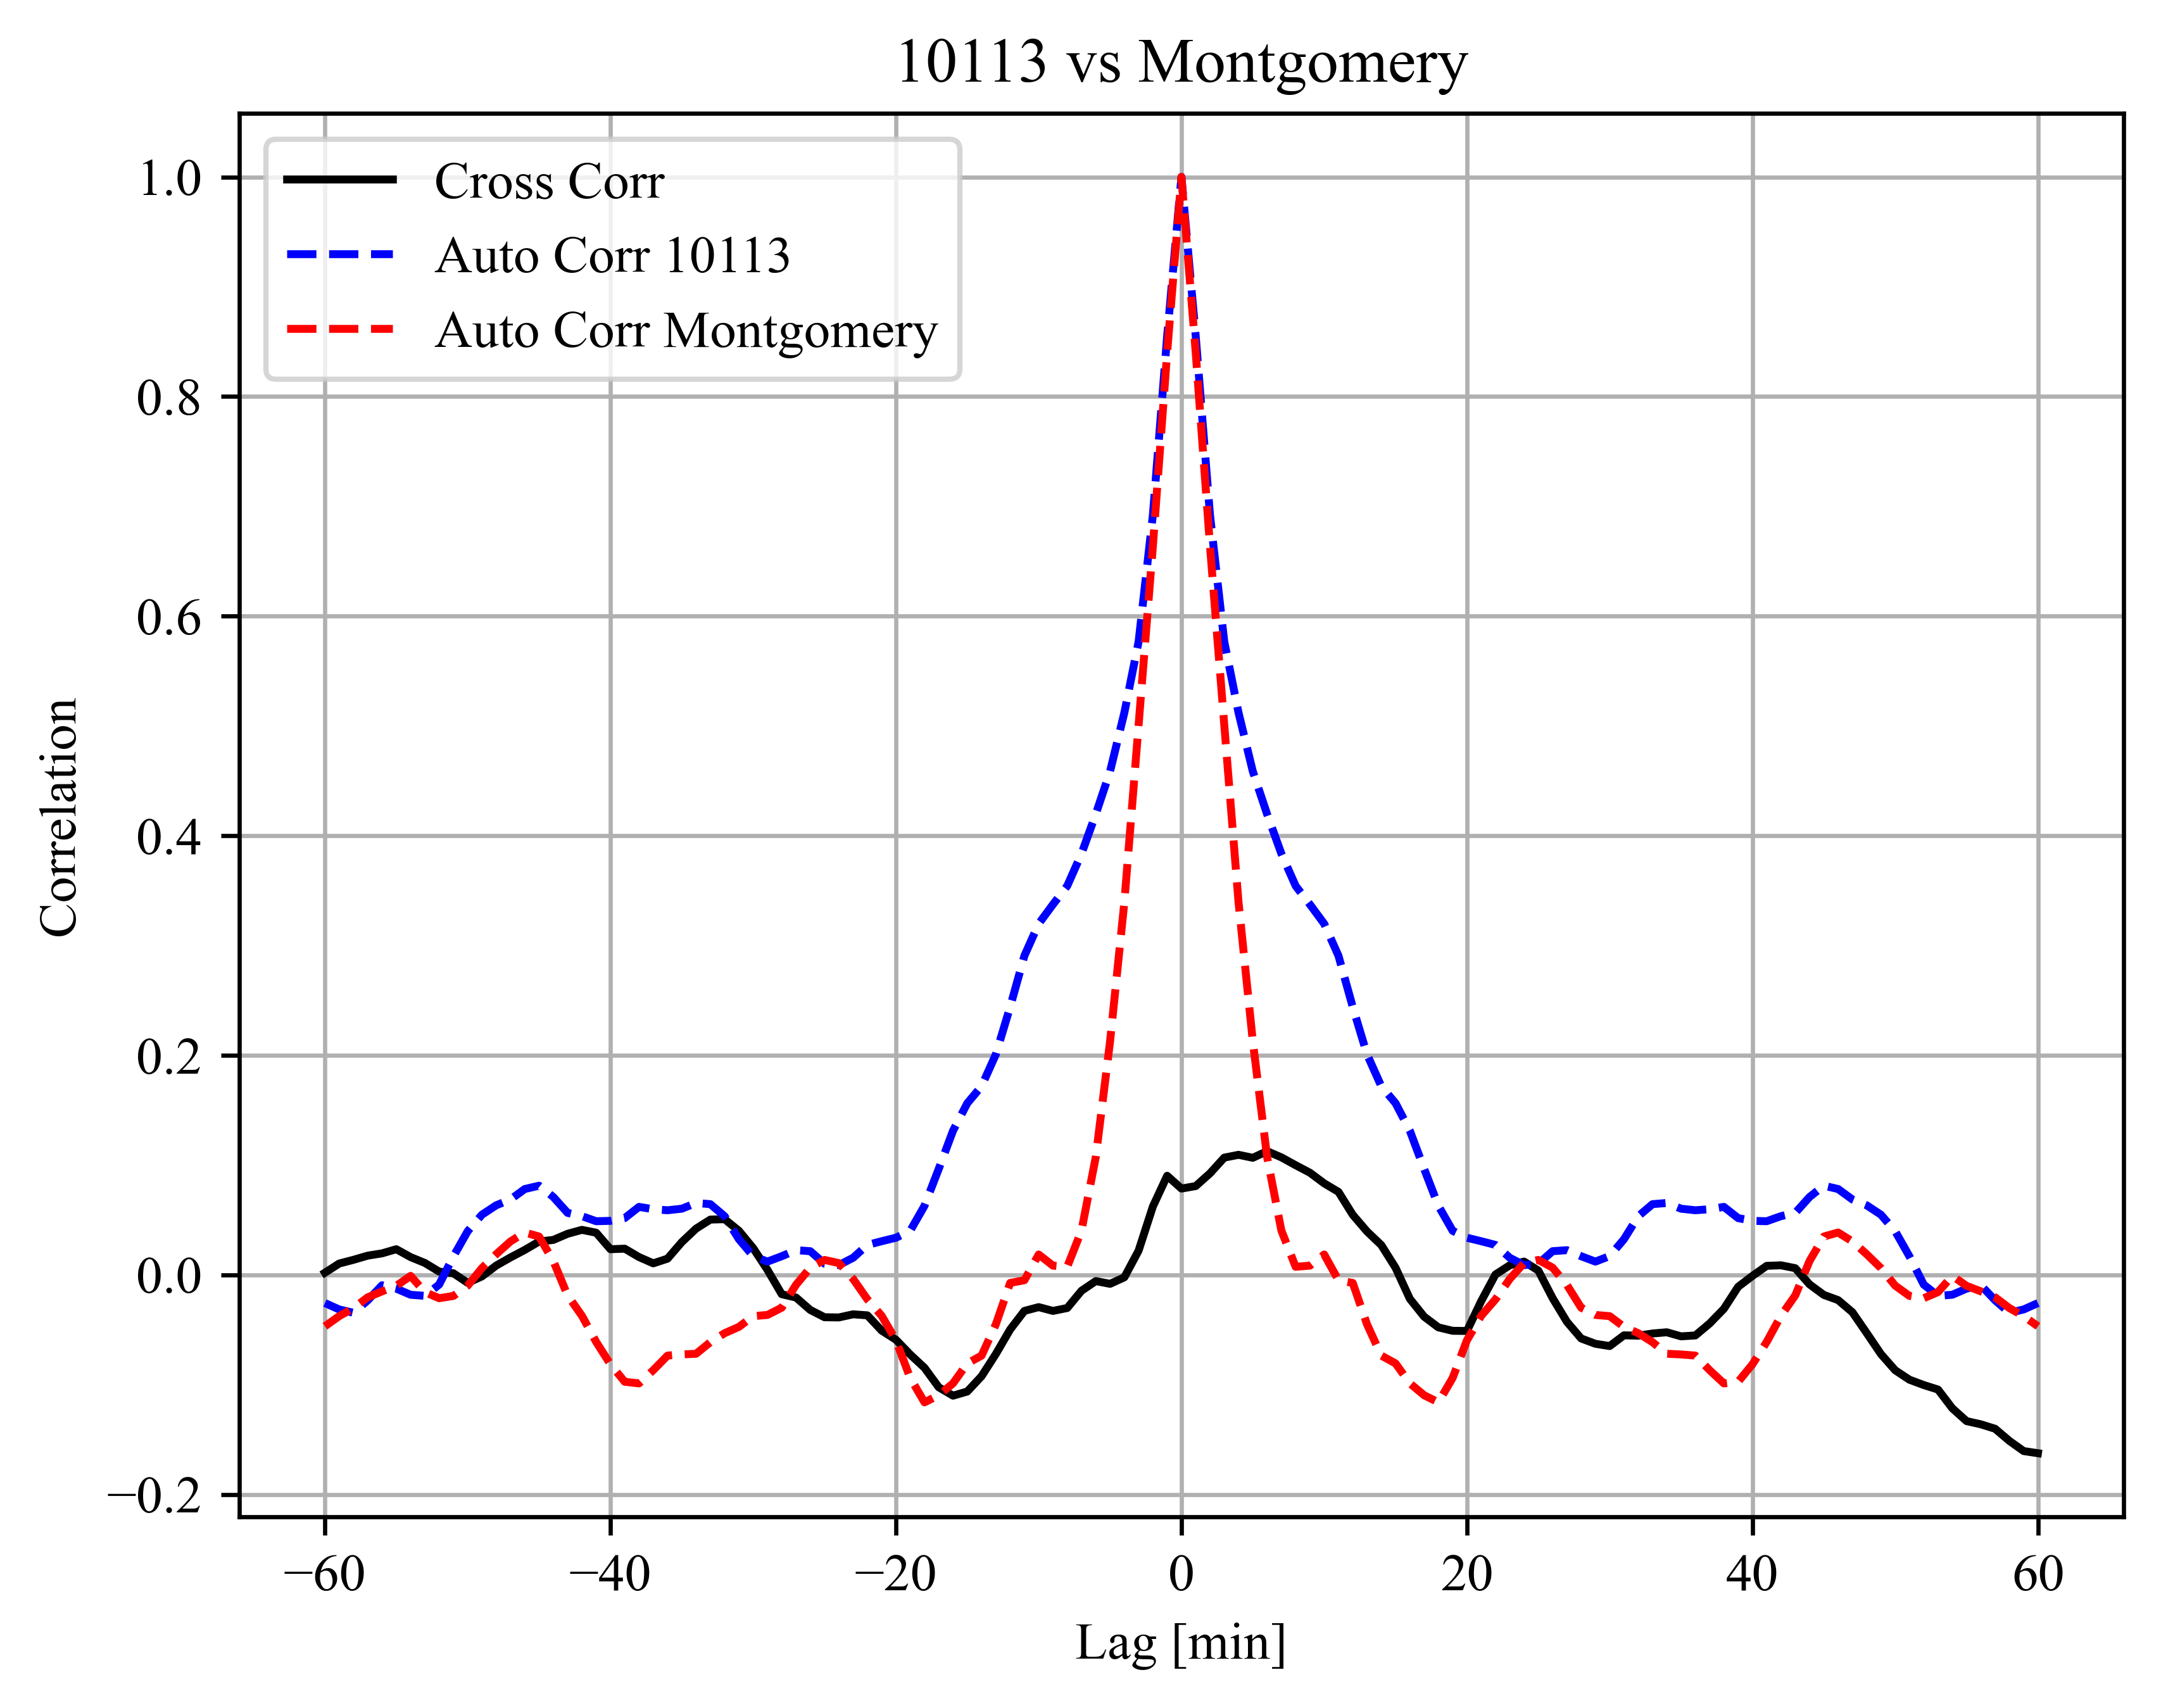 10113 vs Montgomery
Cross Corr
Auto Corr 10113
Auto Corr Montgomery
1.0
0.8
0.6
0.4
0.2
0.0
−0.2
Correlation
−60 −40 −20 0 20 40 60
Lag [min]